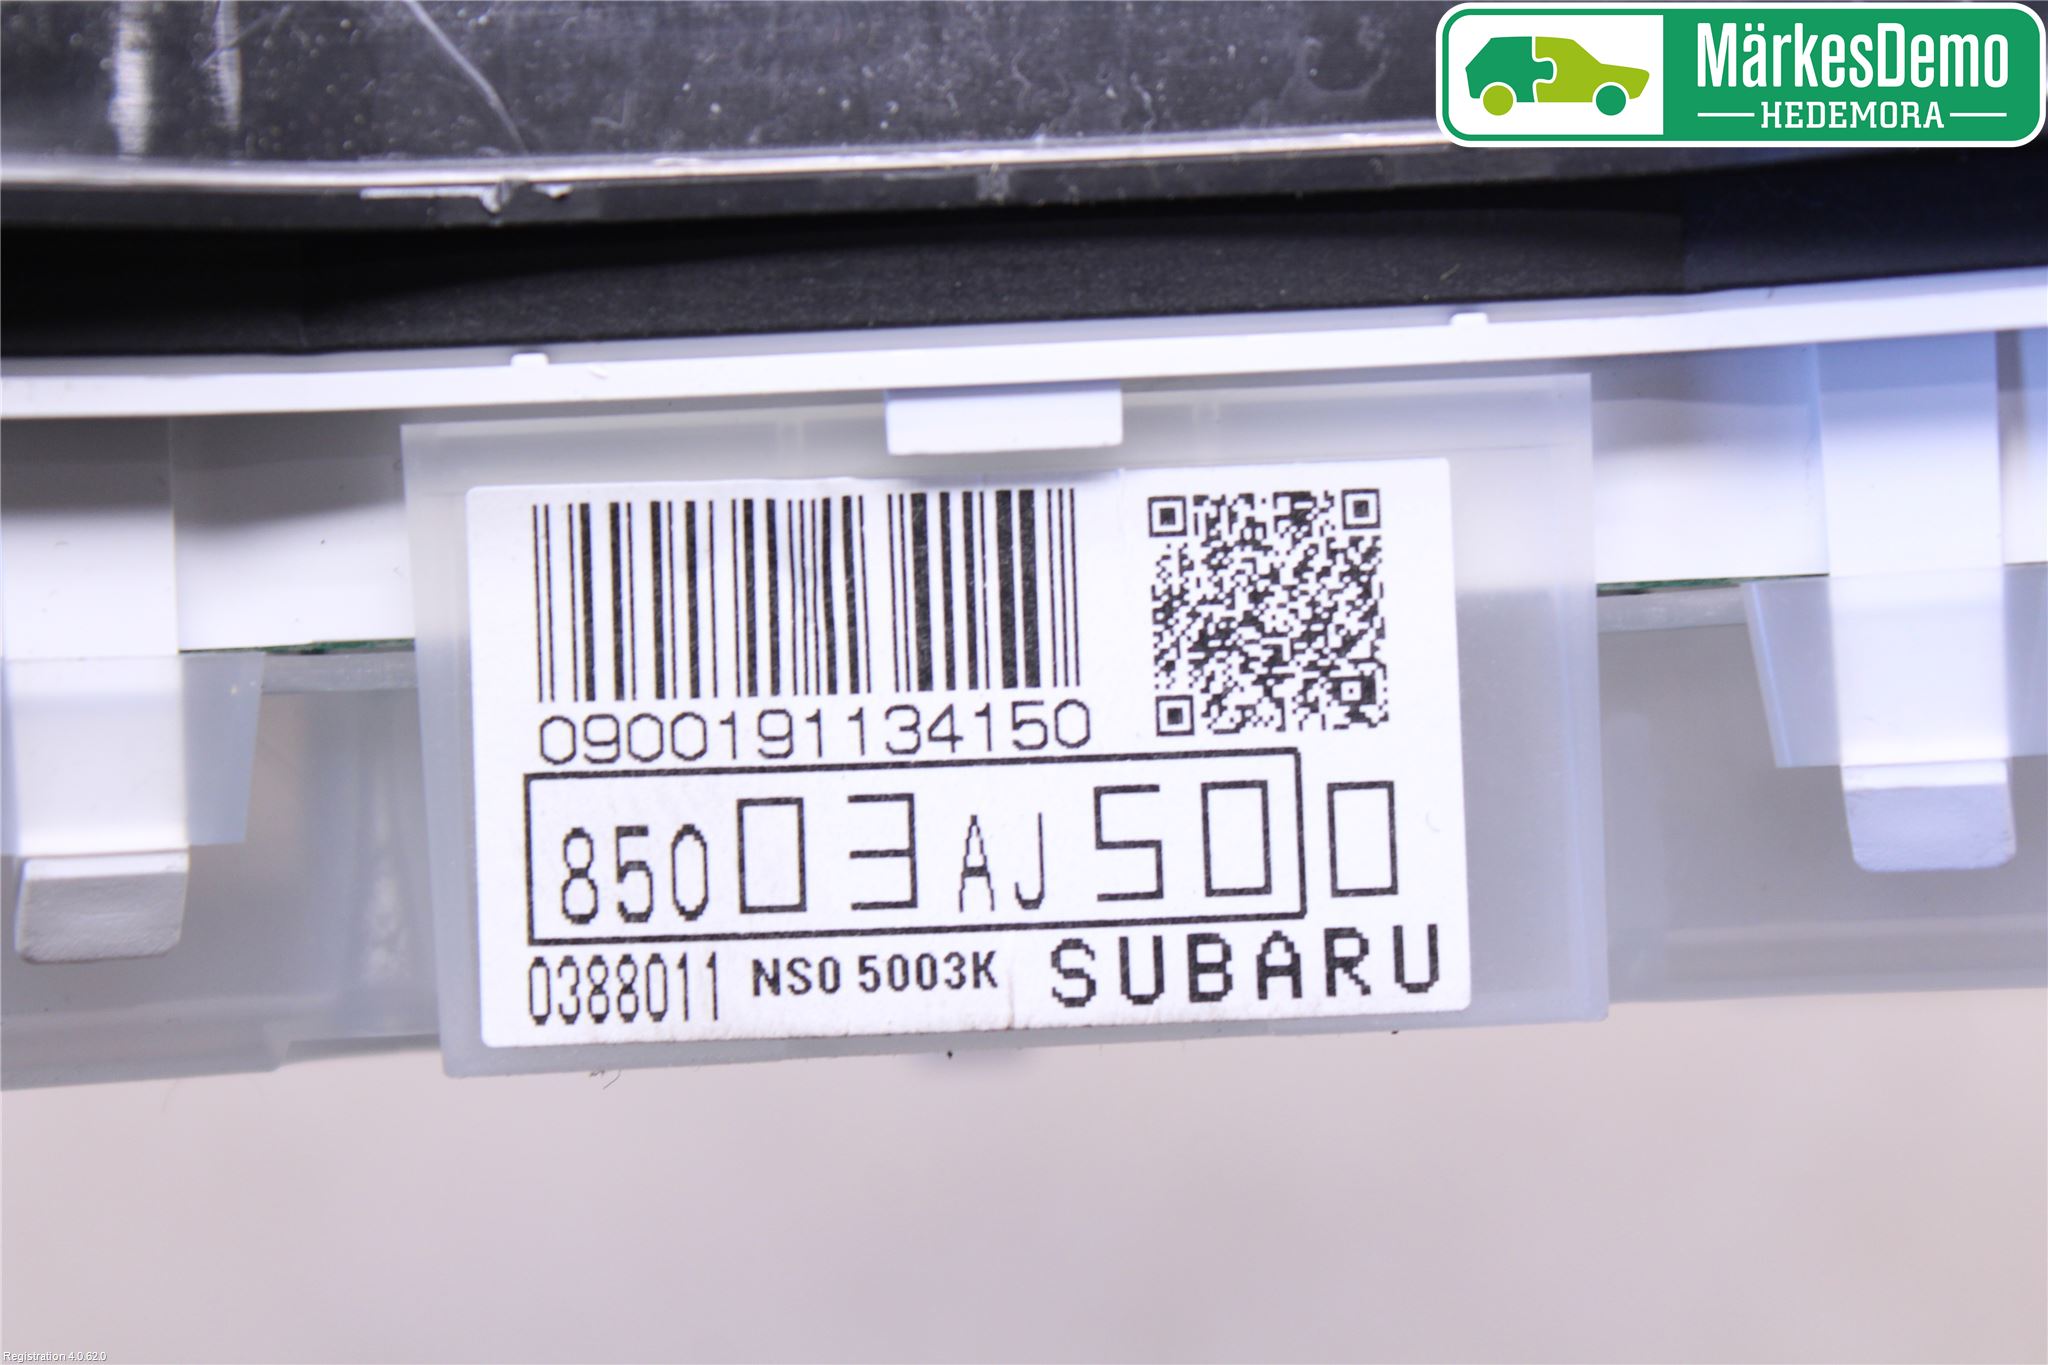 MärkesDemo
HEDEMORA
0900191134150
85003AJ500
0388011 NS0 5003K SUBARU
Registration 4.0.62.0